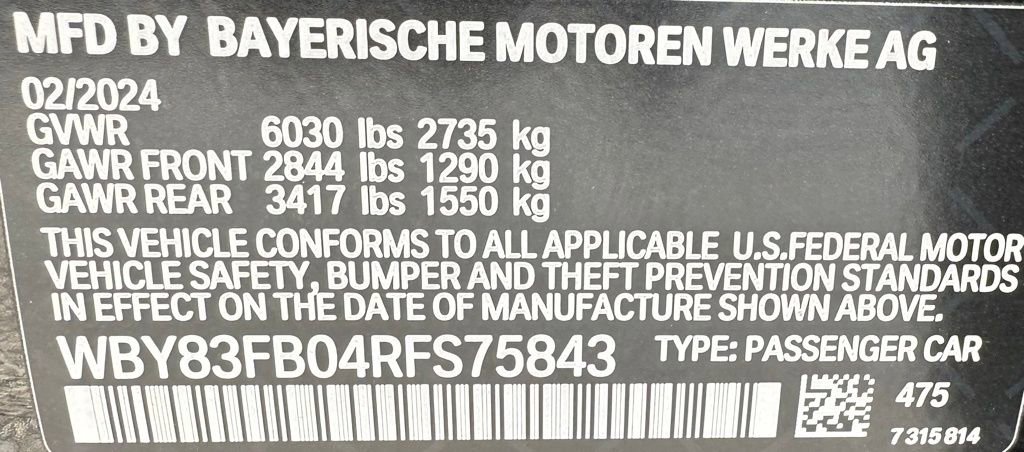 MFD BY BAYERISCHE MOTOREN WERKE AG
02/2024
GVWR 6030 lbs 2735 kg
GAWR FRONT 2844 lbs 1290 kg
GAWR REAR 3417 lbs 1550 kg
THIS VEHICLE CONFORMS TO ALL APPLICABLE U.S.FEDERAL MOTOR
VEHICLE SAFETY, BUMPER AND THEFT PREVENTION STANDARDS
IN EFFECT ON THE DATE OF MANUFACTURE SHOWN ABOVE.
WBY83FB04RFS75843 TYPE: PASSENGER CAR
475
7315814